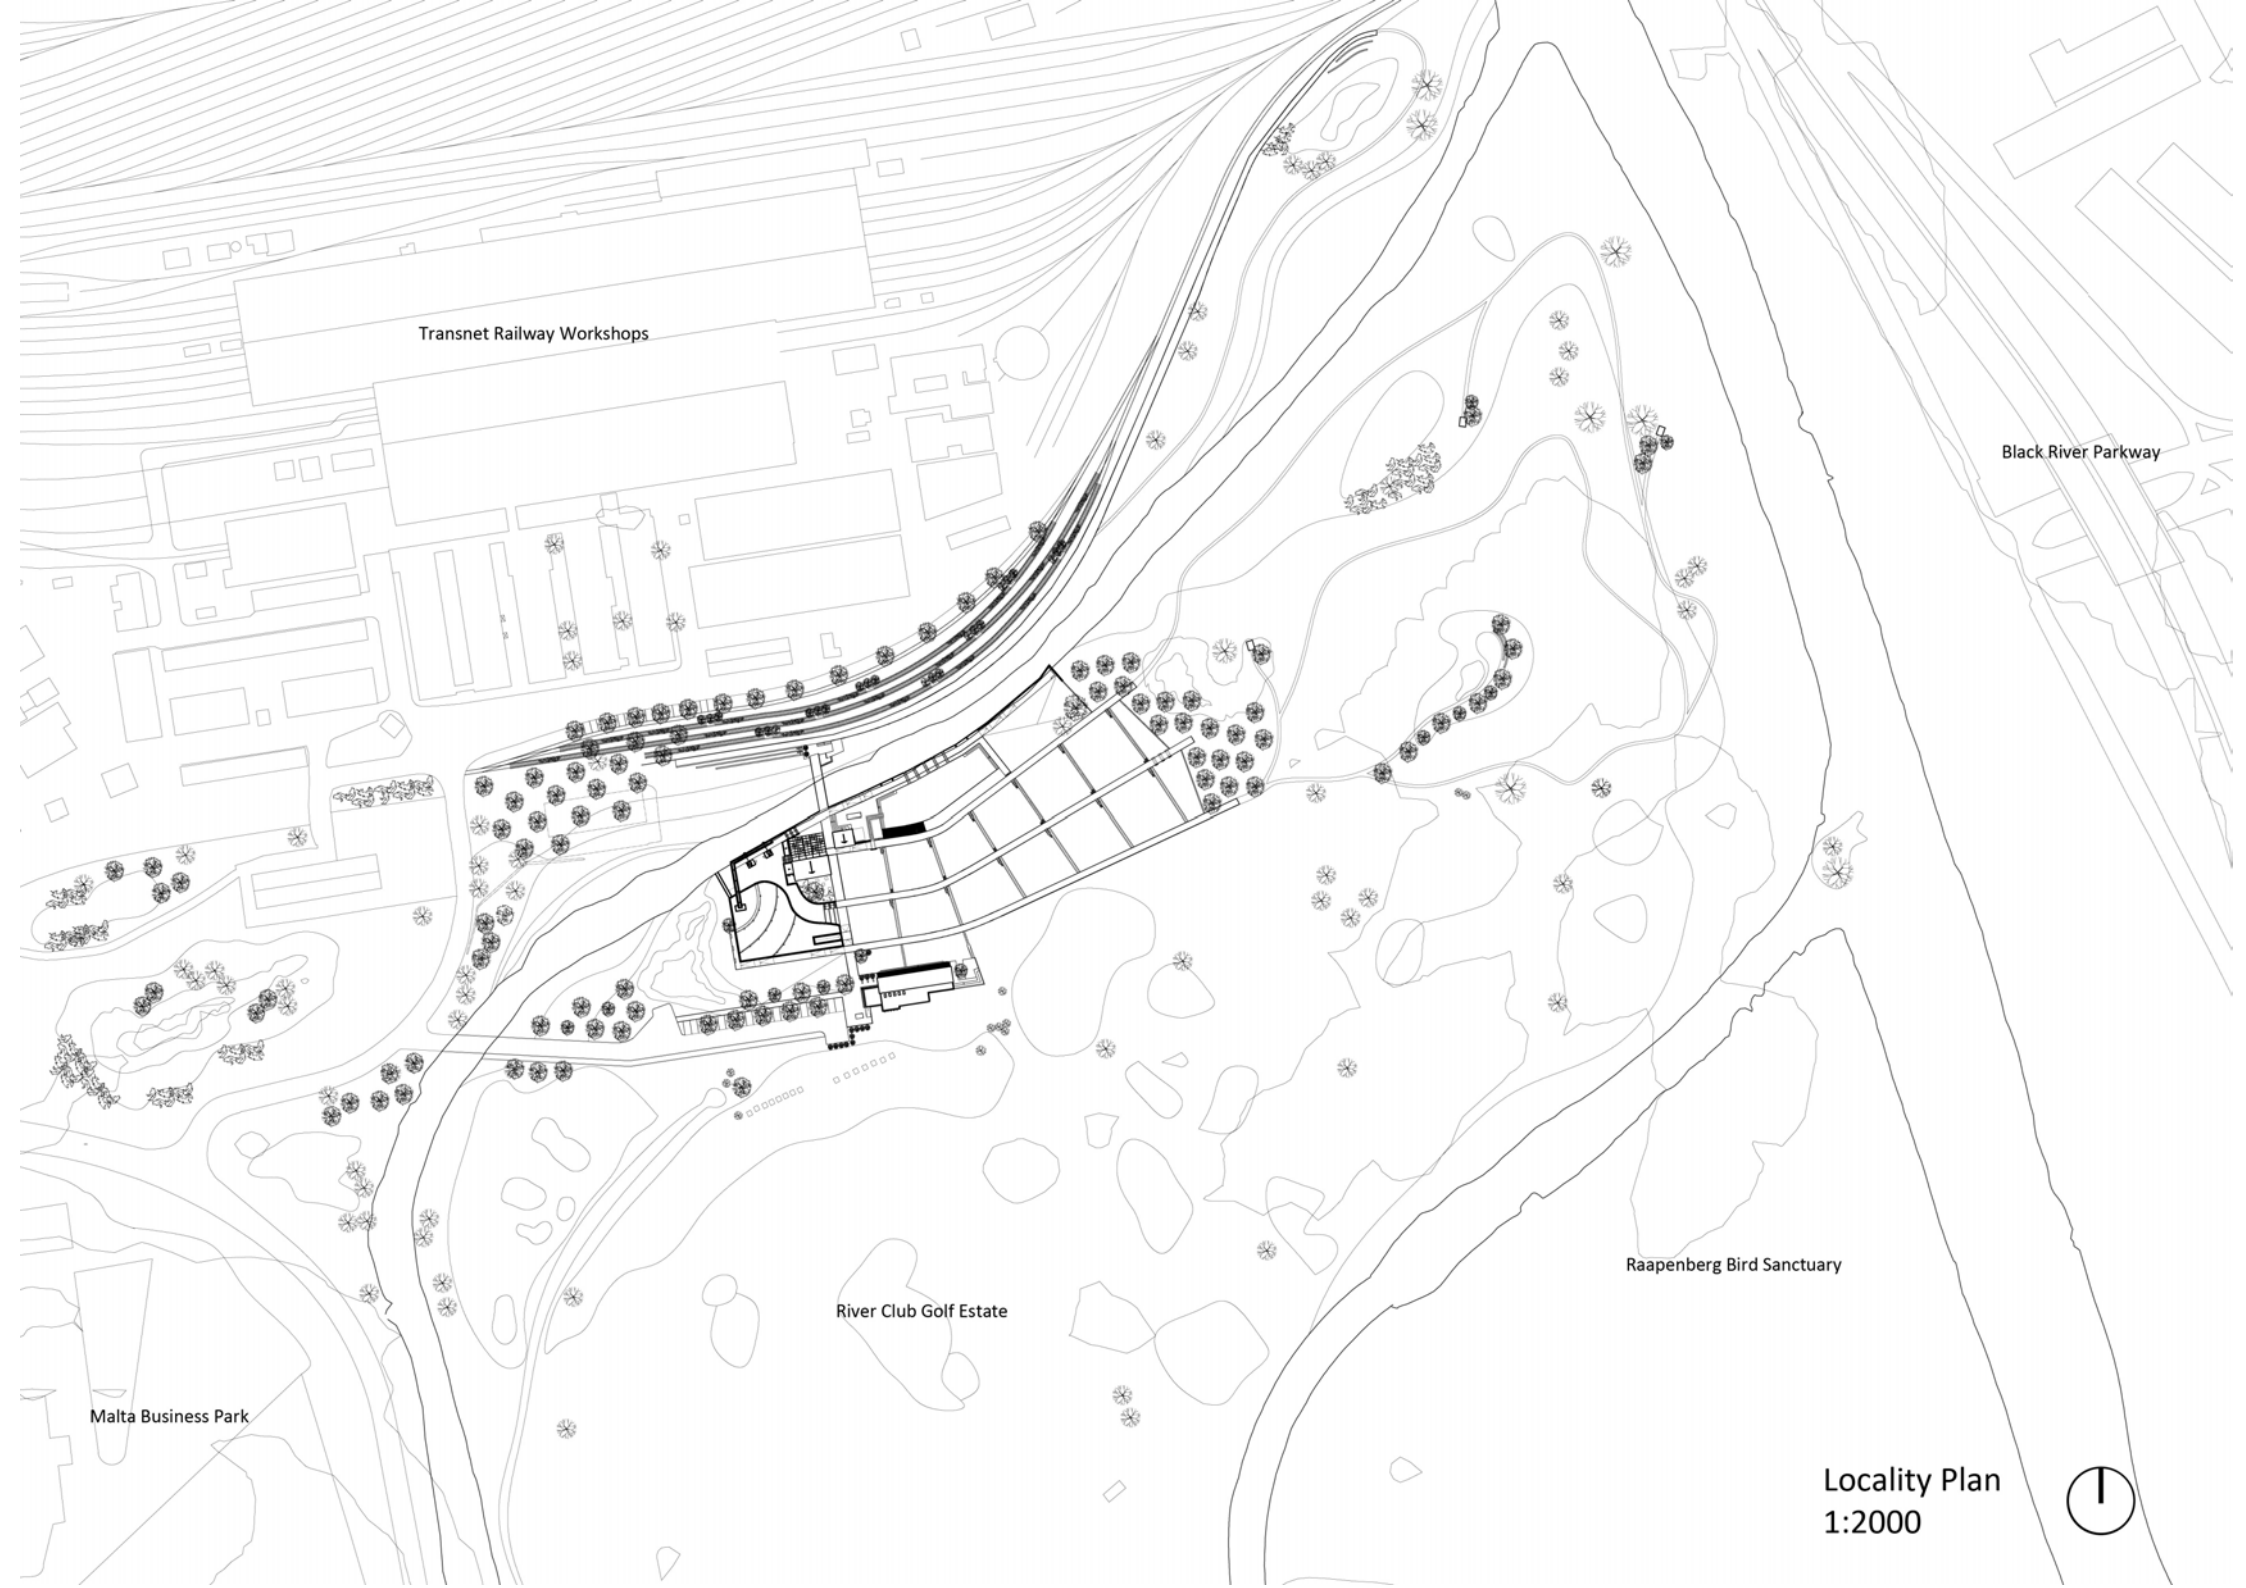 Transnet Railway Workshops
Black River Parkway
Raapenberg Bird Sanctuary
River Club Golf Estate
Malta Business Park
Locality Plan
1:2000